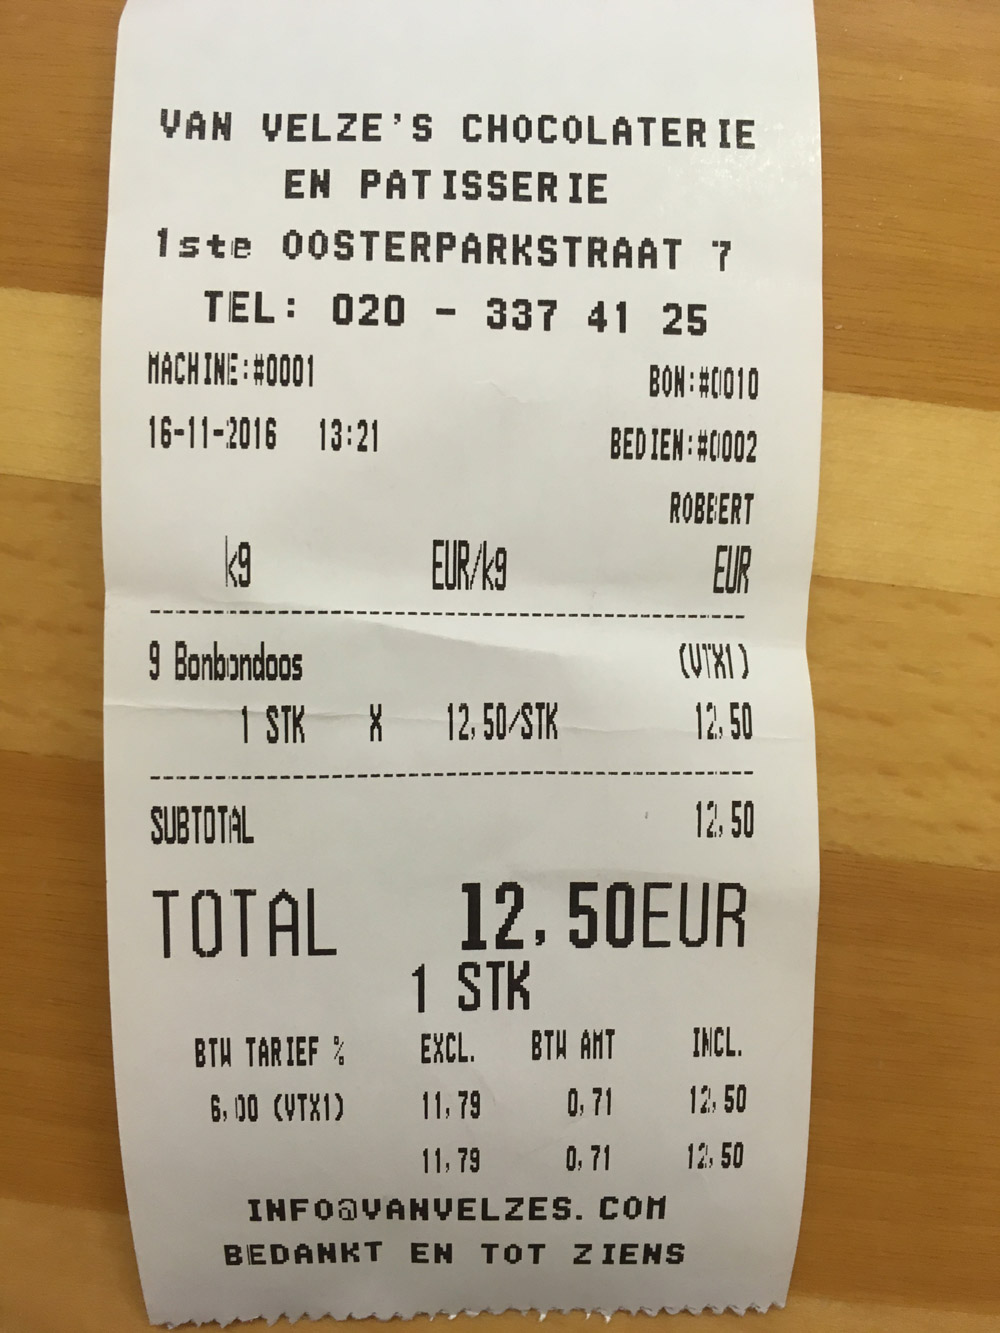 VAN VELZE'S CHOCOLATERIE
EN PATISSERIE
1ste OOSTERPARKSTRAAT 7
TEL: 020 - 337 41 25
MACHINE:#0001 BON:#0010
16-11-2016 13:21 BEDIEN:#0002
ROBBERT
kg EUR/kg EUR
9 Bonbondoos (VTX1)
1 STK X 12,50/STK 12,50
SUBTOTAL 12,50
TOTAL 12,50EUR
1 STK
BTW TARIEF % EXCL. BTW AMT INCL.
6,00 (VTX1) 11,79 0,71 12,50
11,79 0,71 12,50
INFO@VANVELZES.COM
BEDANKT EN TOT ZIENS